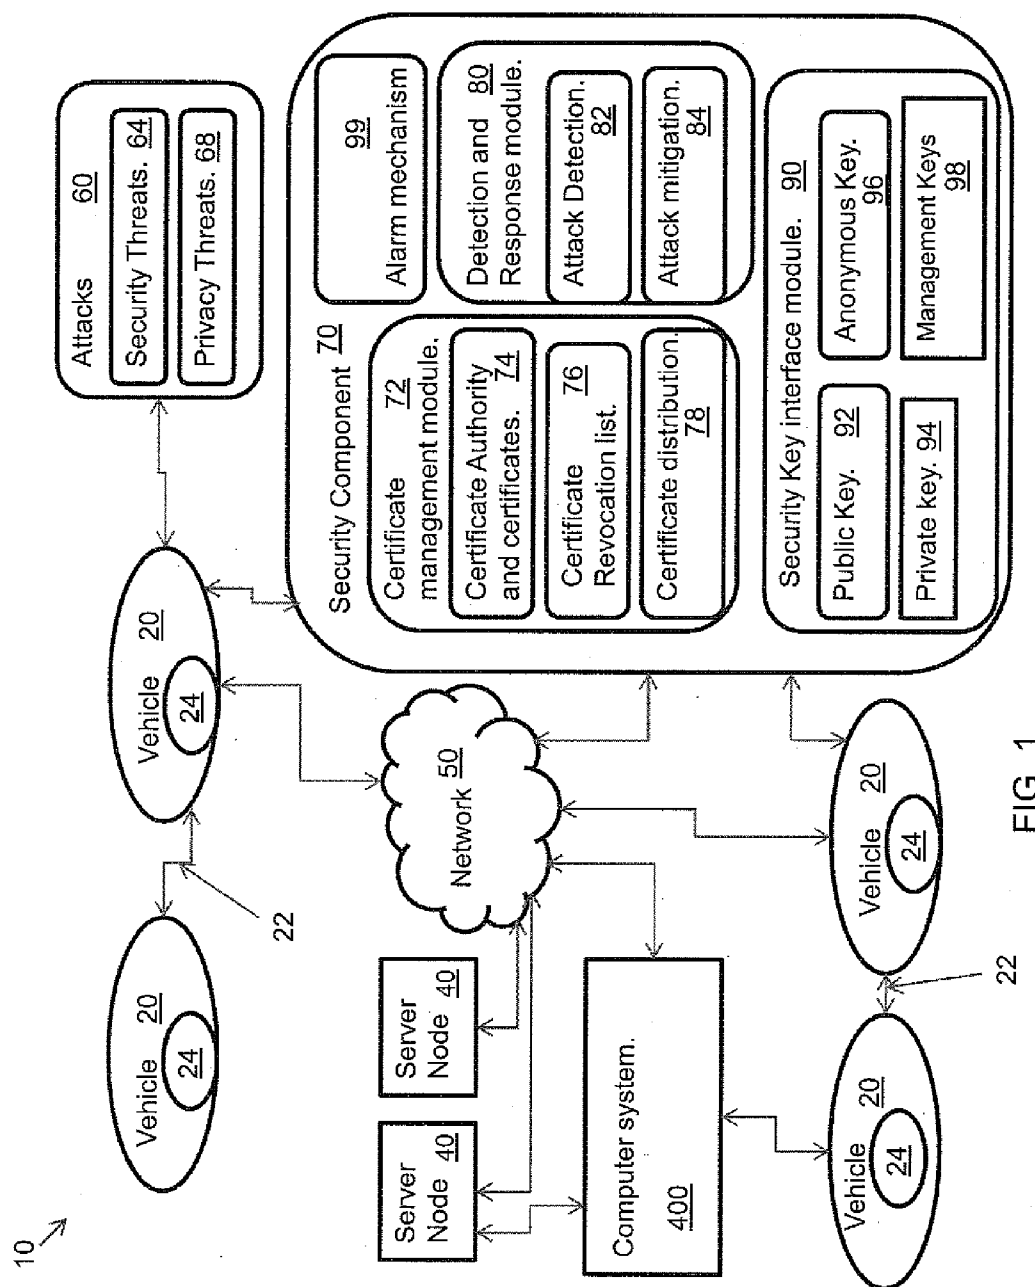 10
Vehicle 20
24
22
Vehicle 20
24
Attacks 60
Security Threats. 64
Privacy Threats. 68
Server
Node 40
Server
Node 40
Network 50
Computer system.
400
Vehicle 20
24
22
Vehicle 20
24
Security Component 70
Certificate 72
management module.
Certificate Authority
and certificates. 74
Certificate 76
Revocation list.
Certificate distribution.
78
99
Alarm mechanism
Detection and 80
Response module.
Attack Detection.
82
Attack mitigation.
84
Security Key interface module. 90
Public Key. 92
Anonymous Key.
96
Private key. 94
Management Keys
98
FIG. 1